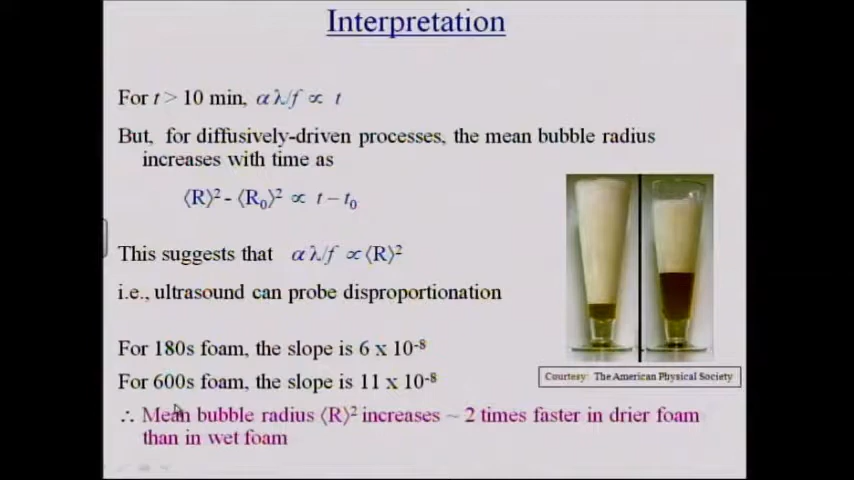 Interpretation
For t > 10 min, α λ/f ∝ t
But, for diffusively-driven processes, the mean bubble radius
increases with time as
⟨R⟩² - ⟨R₀⟩² ∝ t – t₀
This suggests that α λ/f ∝ ⟨R⟩²
i.e., ultrasound can probe disproportionation
For 180s foam, the slope is 6 x 10⁻⁸
For 600s foam, the slope is 11 x 10⁻⁸
∴ Mean bubble radius ⟨R⟩² increases ~ 2 times faster in drier foam
than in wet foam
Courtesy: The American Physical Society